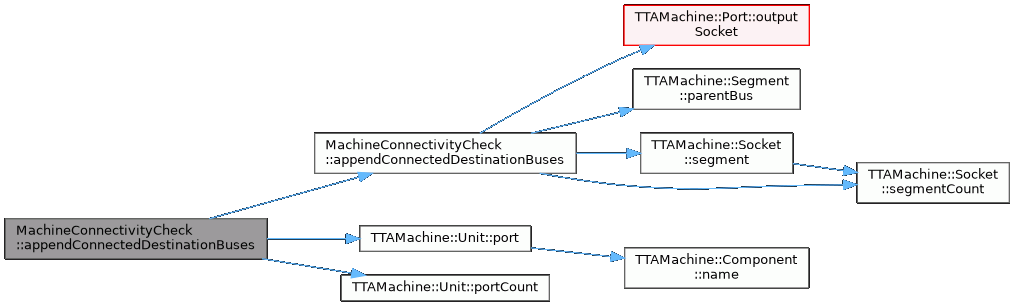 TTAMachine::Port::output
Socket
TTAMachine::Segment
::parentBus
MachineConnectivityCheck
::appendConnectedDestinationBuses
TTAMachine::Socket
::segment
TTAMachine::Socket
::segmentCount
MachineConnectivityCheck
::appendConnectedDestinationBuses
TTAMachine::Unit::port
TTAMachine::Component
::name
TTAMachine::Unit::portCount